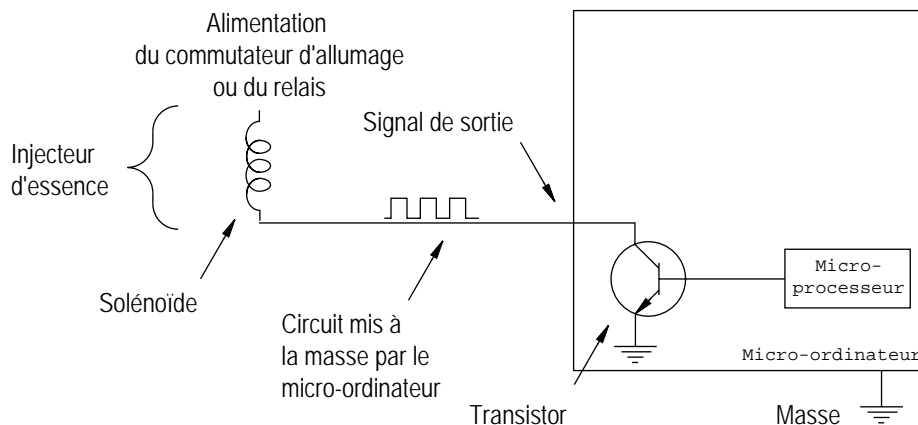 Alimentation
du commutateur d'allumage
ou du relais
Signal de sortie
Injecteur
d'essence
Micro-
processeur
Solénoïde
Circuit mis à
la masse par le
micro-ordinateur
Micro-ordinateur
Transistor
Masse